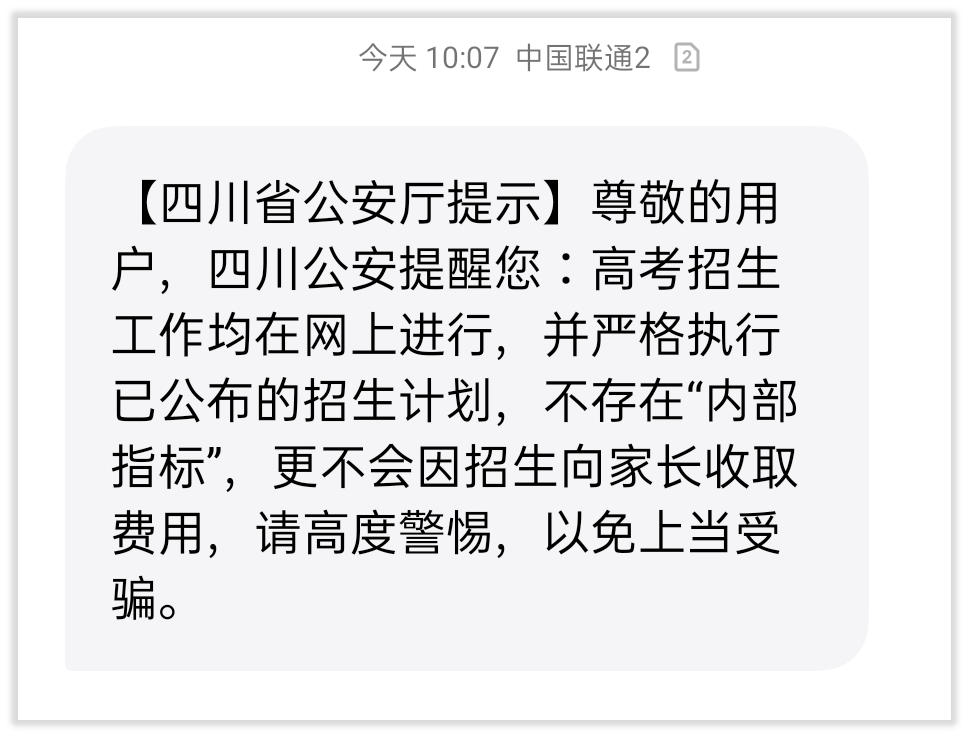 今天 10:07 中国联通2 2
【四川省公安厅提示】尊敬的用
户，四川公安提醒您：高考招生
工作均在网上进行，并严格执行
已公布的招生计划，不存在“内部
指标”，更不会因招生向家长收取
费用，请高度警惕，以免上当受
骗。